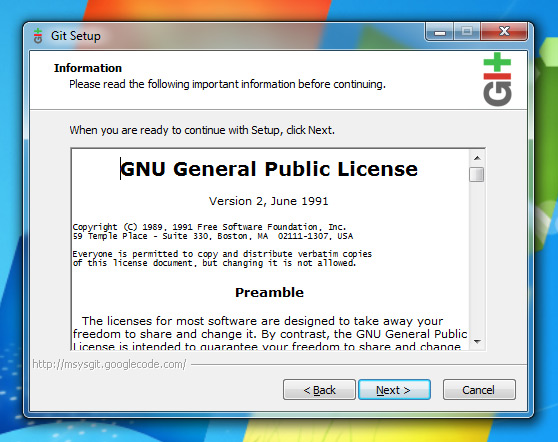 Git Setup
Information
Please read the following important information before continuing.
GIt
When you are ready to continue with Setup, click Next.
GNU General Public License
Version 2, June 1991
Copyright (C) 1989, 1991 Free Software Foundation, Inc.
59 Temple Place - Suite 330, Boston, MA  02111-1307, USA
Everyone is permitted to copy and distribute verbatim copies
of this license document, but changing it is not allowed.
Preamble
The licenses for most software are designed to take away your
freedom to share and change it. By contrast, the GNU General Public
License is intended to guarantee your freedom to share and change
http://msysgit.googlecode.com/
< Back
Next >
Cancel